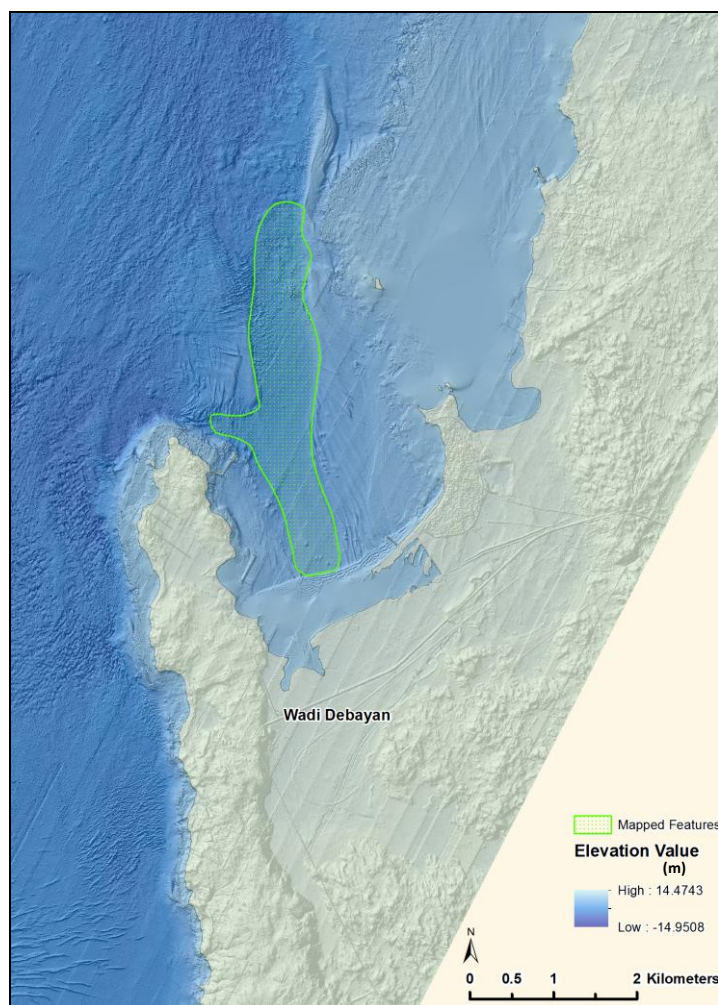 Wadi Debayan
Mapped Features
Elevation Value
(m)
High : 14.4743
Low : -14.9508
N
0 0.5 1 2 Kilometers